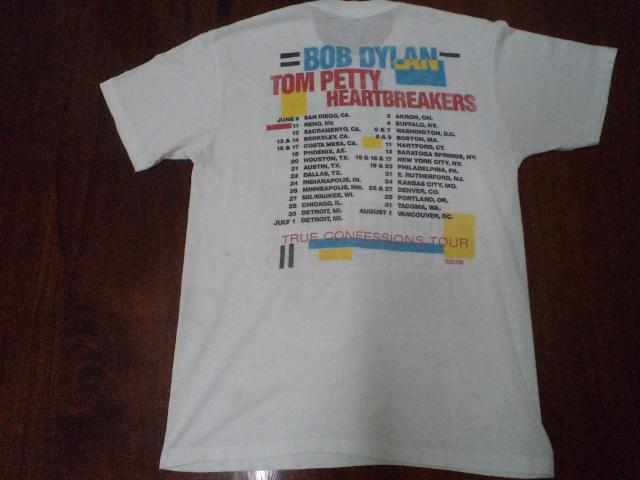 BOB DYLAN
TOM PETTY
HEARTBREAKERS
JUNE 9 SAN DIEGO, CA.
11 RENO, NV.
12 SACRAMENTO, CA.
13 & 14 BERKELEY, CA.
16 & 17 COSTA MESA, CA.
18 PHOENIX, AZ.
20 HOUSTON, TX.
21 AUSTIN, TX.
22 DALLAS, TX.
24 INDIANAPOLIS, IN.
26 MINNEAPOLIS, MN.
27 MILWAUKEE, WI.
29 CHICAGO, IL.
30 DETROIT, MI.
JULY 1 DETROIT, MI.
2 AKRON, OH.
4 BUFFALO, NY.
6 & 7 WASHINGTON, D.C.
8 & 9 BOSTON, MA.
11 HARTFORD, CT.
13 SARATOGA SPRINGS, NY.
15 & 16 & 17 NEW YORK CITY, NY.
19 & 20 PHILADELPHIA, PA.
21 E. RUTHERFORD, NJ.
24 KANSAS CITY, MO.
26 & 27 DENVER, CO.
29 PORTLAND, OR.
31 TACOMA, WA.
AUGUST 1 VANCOUVER, BC.
TRUE CONFESSIONS TOUR